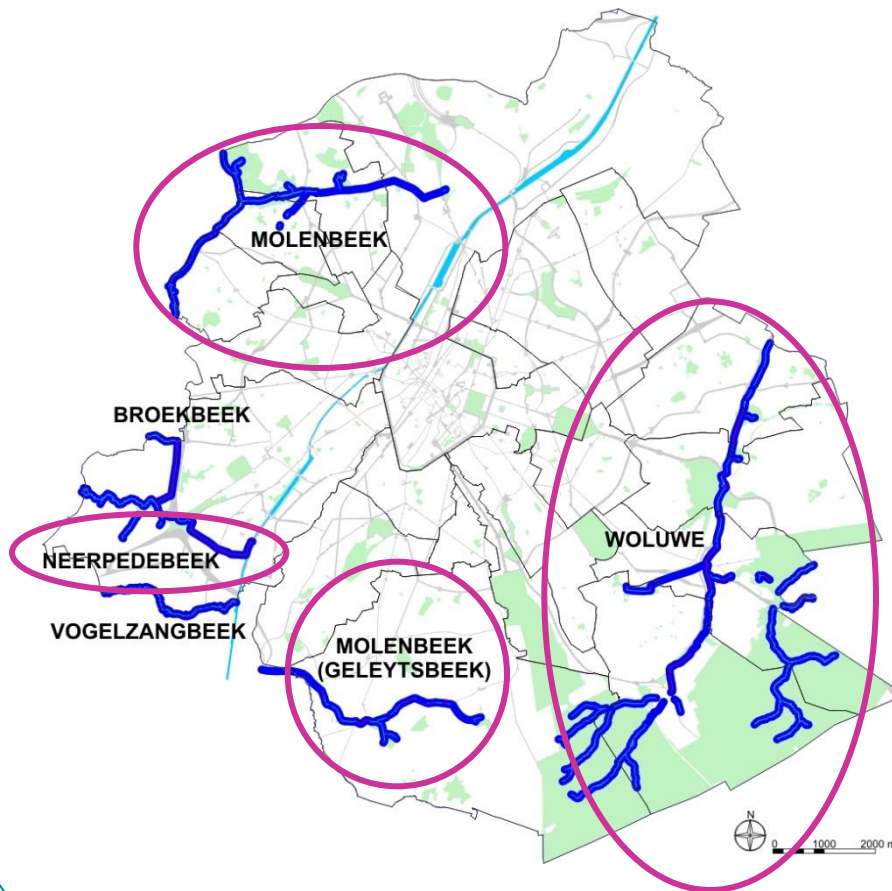 MOLENBEEK
BROEKBEEK
WOLUWE
NEERPEDEBEEK
VOGELZANGBEEK
MOLENBEEK
(GELEYTSBEEK)
N
0 1000 2000 m